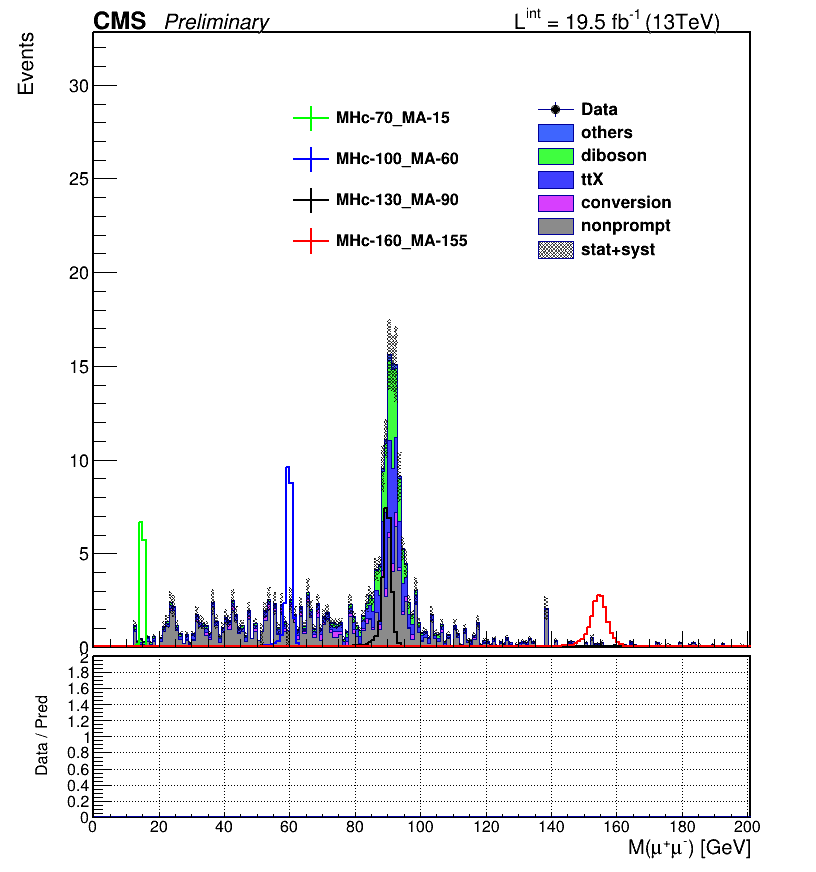 CMS Preliminary L^int = 19.5 fb^-1 (13TeV)
Events
30
25
20
15
10
5
0
MHc-70_MA-15
MHc-100_MA-60
MHc-130_MA-90
MHc-160_MA-155
Data
others
diboson
ttX
conversion
nonprompt
stat+syst
Data / Pred
2
1.8
1.6
1.4
1.2
1
0.8
0.6
0.4
0.2
0
0 20 40 60 80 100 120 140 160 180 200
M(μ⁺μ⁻) [GeV]